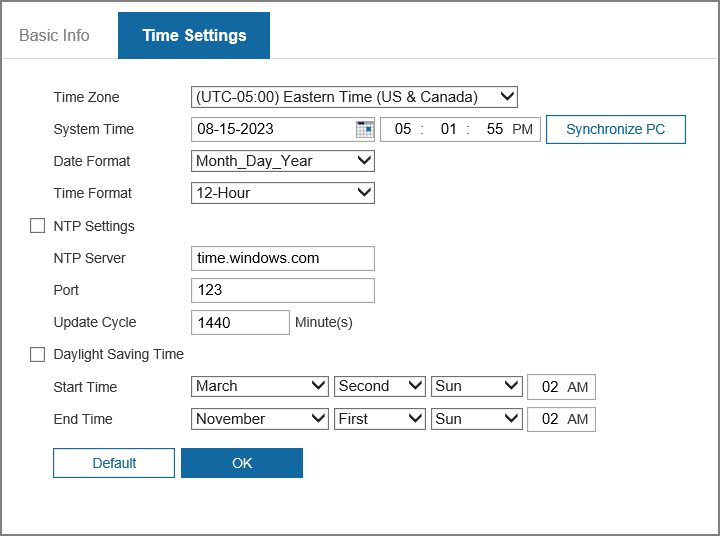 Basic Info Time Settings
Time Zone (UTC-05:00) Eastern Time (US & Canada)
System Time 08-15-2023 05 : 01 : 55 PM Synchronize PC
Date Format Month_Day_Year
Time Format 12-Hour
NTP Settings
NTP Server time.windows.com
Port 123
Update Cycle 1440 Minute(s)
Daylight Saving Time
Start Time March Second Sun 02 AM
End Time November First Sun 02 AM
Default OK